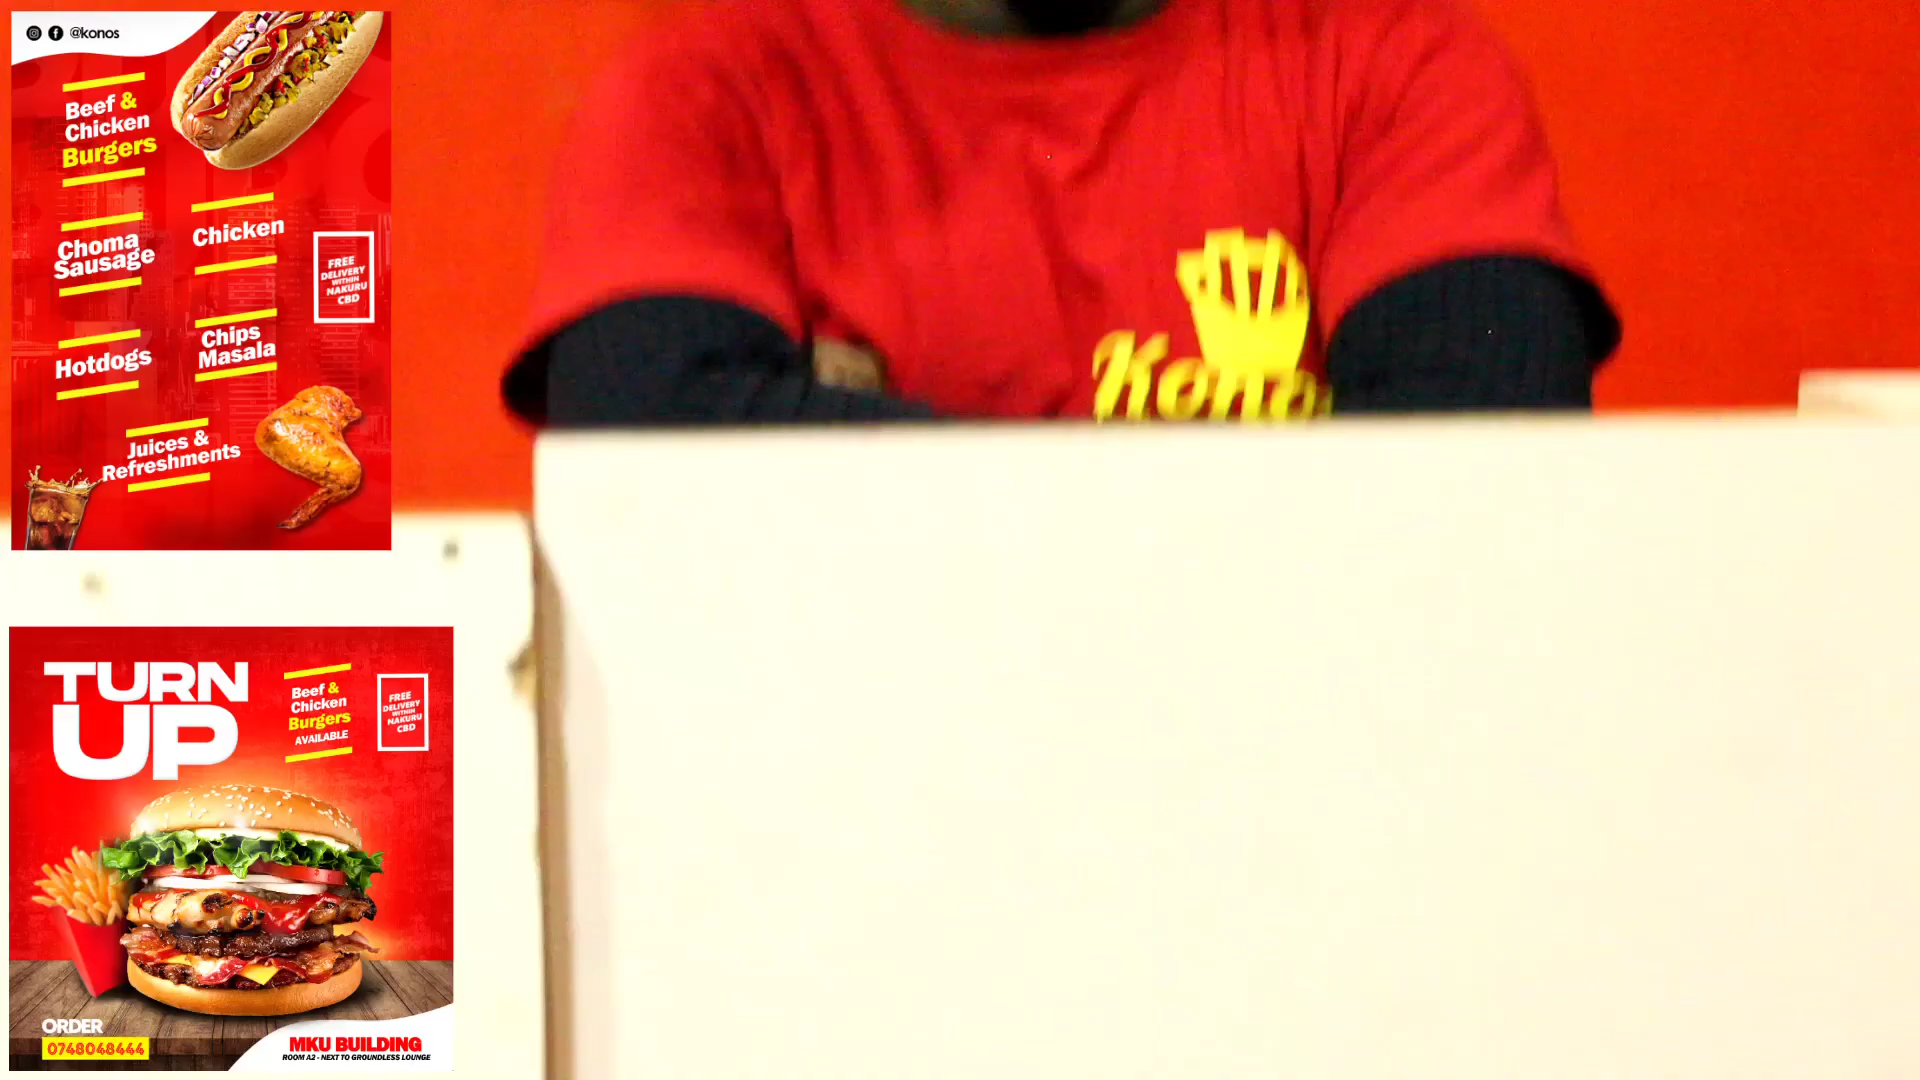 @konos
Beef &
Chicken
Burgers
Choma
Sausage
Chicken
FREE
DELIVERY
WITHIN
NAKURU
CBD
Hotdogs
Chips
Masala
Juices &
Refreshments
Kono
TURN
UP
Beef &
Chicken
Burgers
AVAILABLE
FREE
DELIVERY
WITHIN
NAKURU
CBD
ORDER
0748048444
MKU BUILDING
ROOM A2 - NEXT TO GROUNDLESS LOUNGE